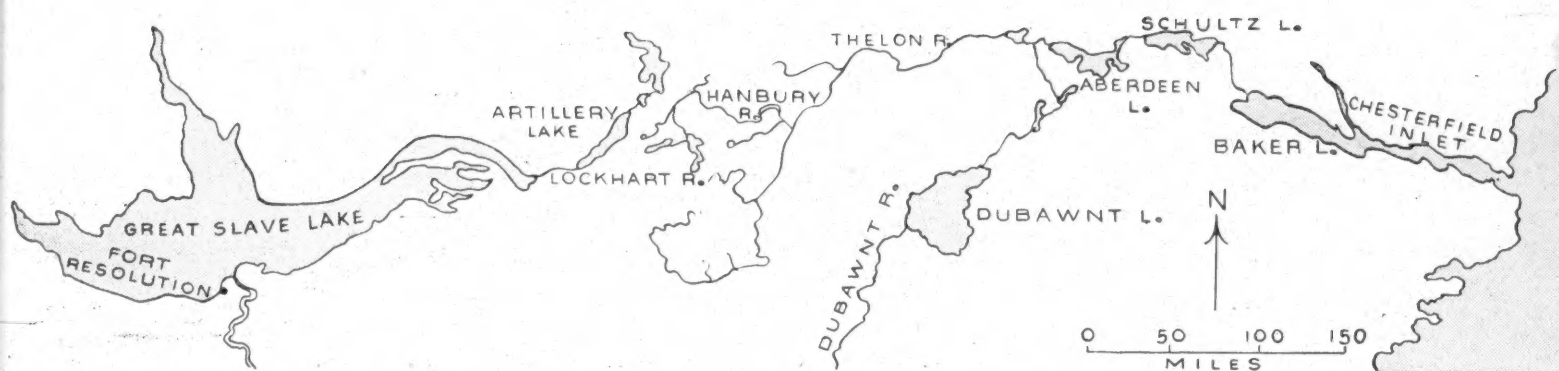 SCHULTZ L.
THELON R.
ABERDEEN
L.
HANBURY
R.
ARTILLERY
LAKE
CHESTERFIELD
INLET
BAKER L.
LOCKHART R.
GREAT SLAVE LAKE
FORT
RESOLUTION
DUBAWNT R.
DUBAWNT L.
N
0 50 100 150
MILES